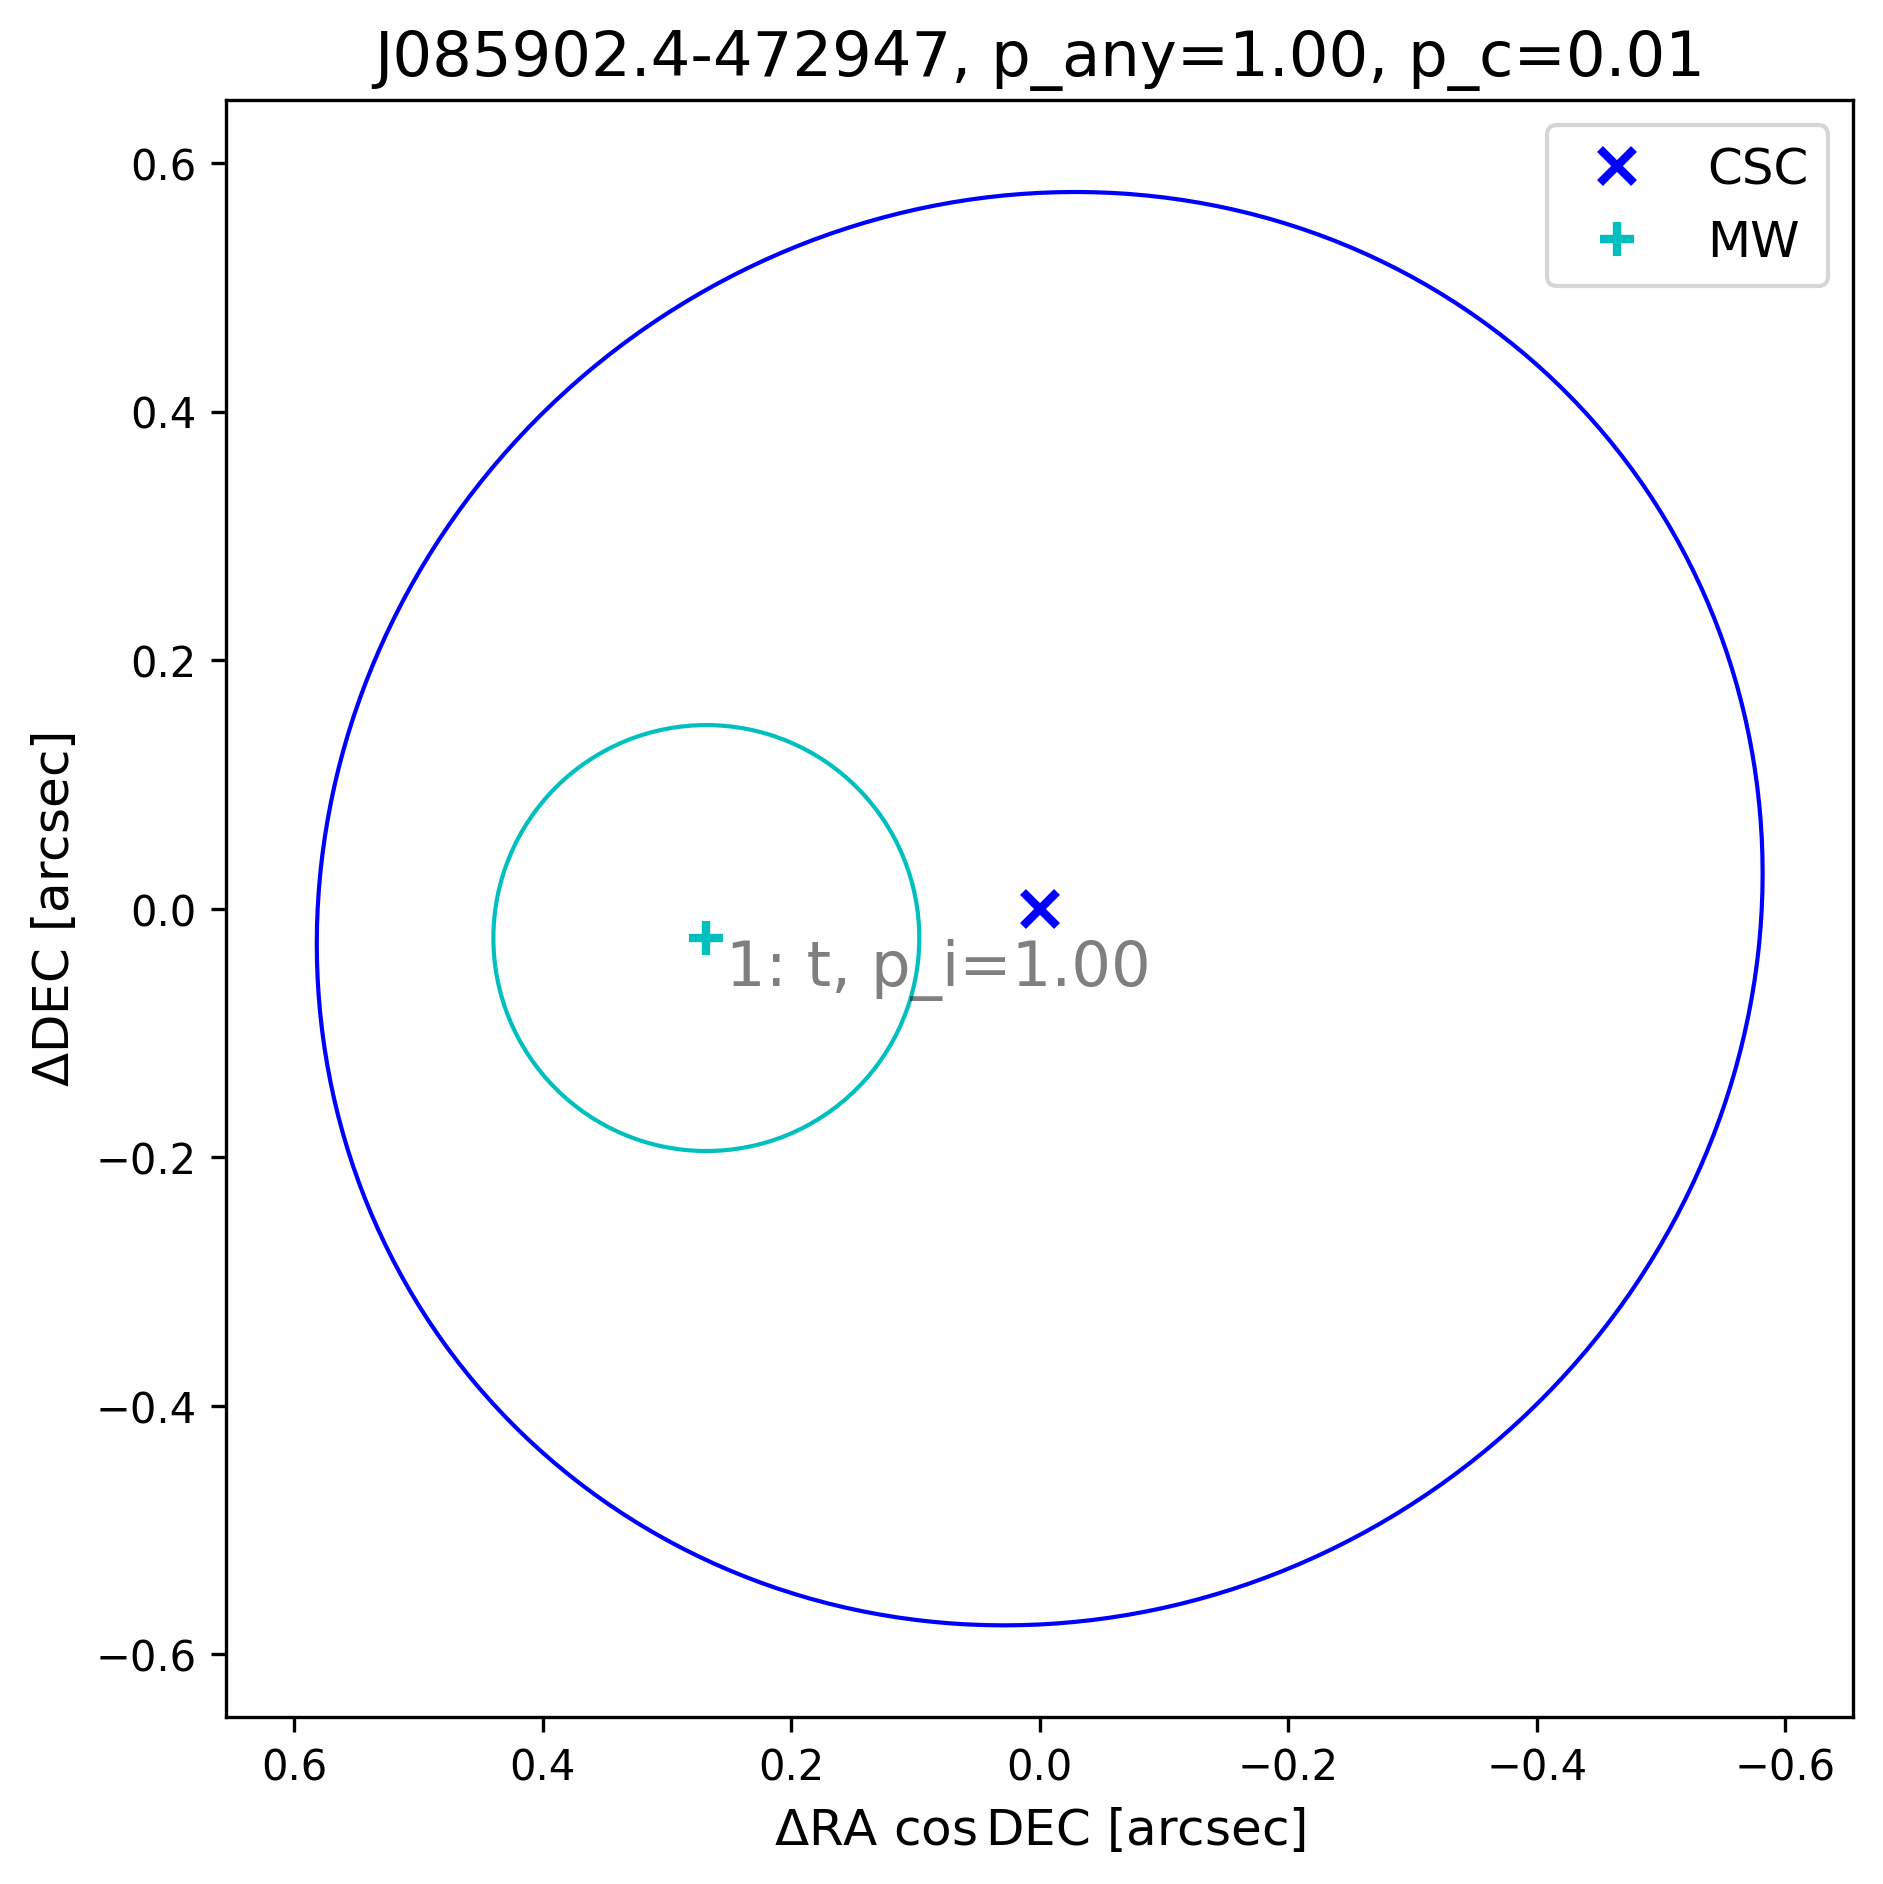 J085902.4-472947, p_any=1.00, p_c=0.01
CSC
MW
0.6
0.4
0.2
0.0
−0.2
−0.4
−0.6
ΔDEC [arcsec]
1: t, p_i=1.00
0.6 0.4 0.2 0.0 −0.2 −0.4 −0.6
ΔRA cos DEC [arcsec]